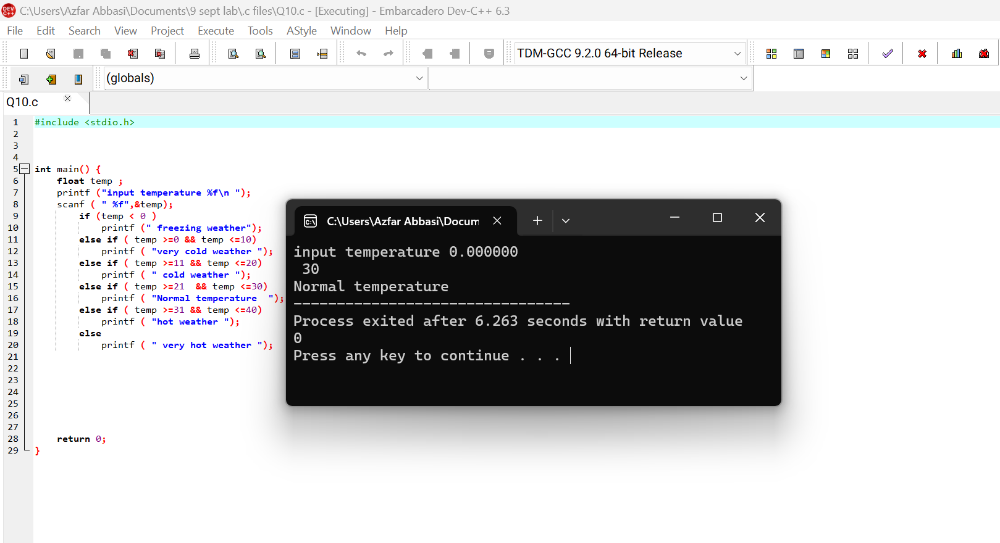 C:\Users\Azfar Abbasi\Documents\9 sept lab\.c files\Q10.c - [Executing] - Embarcadero Dev-C++ 6.3
File Edit Search View Project Execute Tools AStyle Window Help
TDM-GCC 9.2.0 64-bit Release
(globals)
Q10.c
1 #include <stdio.h>
2
3
4
5 int main() {
6 float temp ;
7 printf ("input temperature %f\n ");
8 scanf ( " %f",&temp);
9 if (temp < 0 )
10 printf (" freezing weather");
11 else if ( temp >=0 && temp <=10)
12 printf ( "very cold weather ");
13 else if ( temp >=11 && temp <=20)
14 printf ( " cold weather ");
15 else if ( temp >=21  && temp <=30)
16 printf ( "Normal temperature  ");
17 else if ( temp >=31 && temp <=40)
18 printf ( "hot weather ");
19 else
20 printf ( " very hot weather ");
21
22
23
24
25
26
27
28 return 0;
29 }
C:\Users\Azfar Abbasi\Docum
input temperature 0.000000
30
Normal temperature
--------------------------------
Process exited after 6.263 seconds with return value
0
Press any key to continue . . .